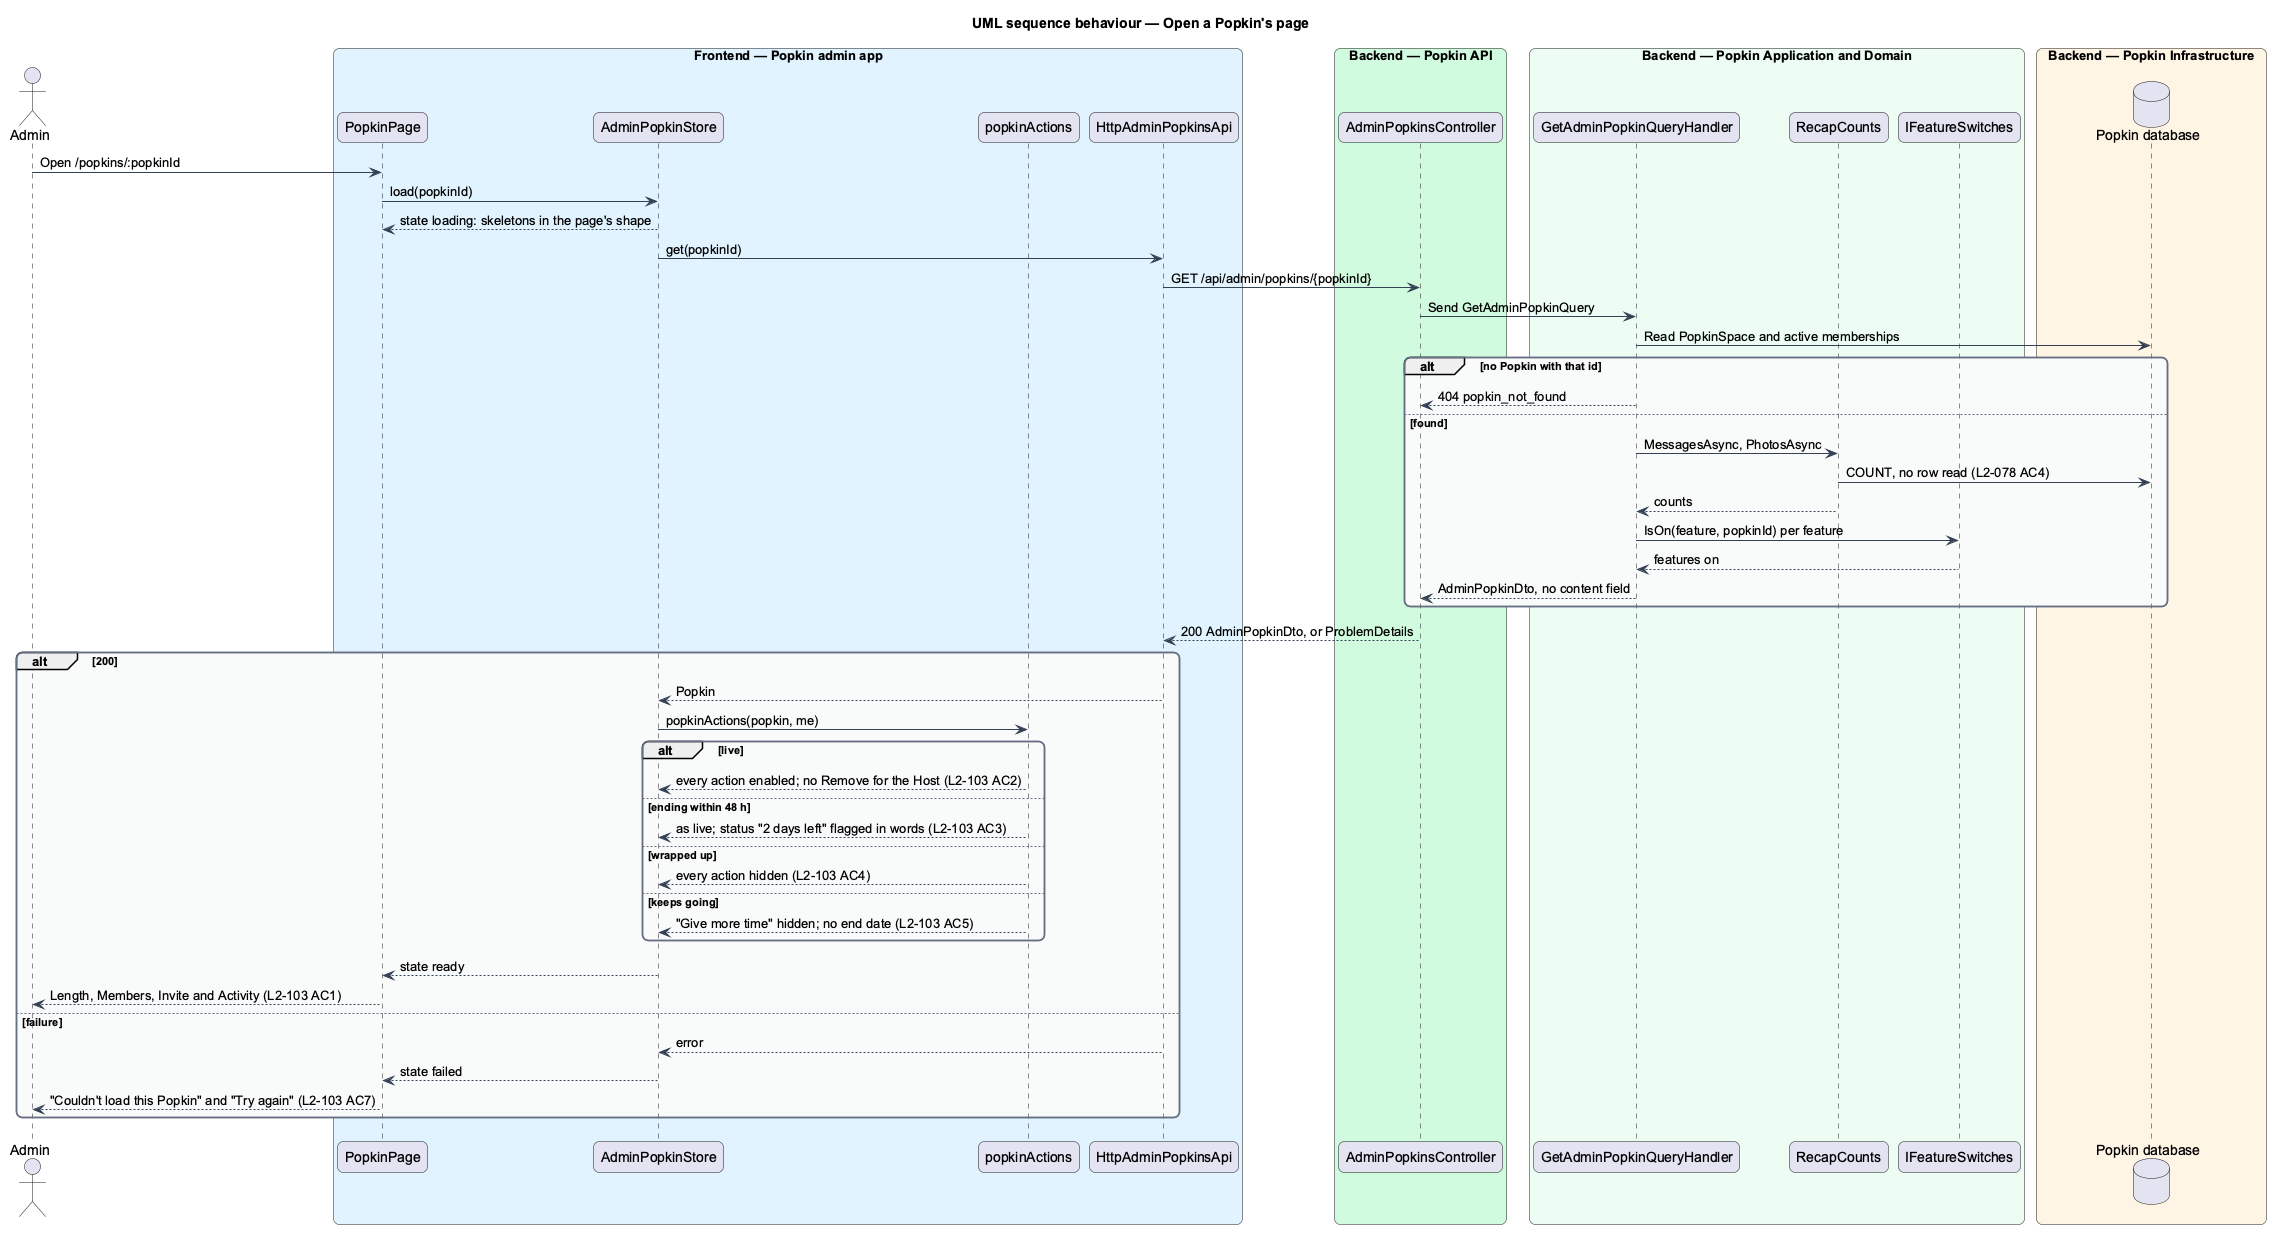 UML sequence behaviour — Open a Popkin's page
Frontend — Popkin admin app
Backend — Popkin API
Backend — Popkin Application and Domain
Backend — Popkin Infrastructure
Admin
PopkinPage
AdminPopkinStore
popkinActions
HttpAdminPopkinsApi
AdminPopkinsController
GetAdminPopkinQueryHandler
RecapCounts
IFeatureSwitches
Popkin database
Open /popkins/:popkinId
load(popkinId)
state loading: skeletons in the page's shape
get(popkinId)
GET /api/admin/popkins/{popkinId}
Send GetAdminPopkinQuery
Read PopkinSpace and active memberships
alt [no Popkin with that id]
404 popkin_not_found
[found]
MessagesAsync, PhotosAsync
COUNT, no row read (L2-078 AC4)
counts
IsOn(feature, popkinId) per feature
features on
AdminPopkinDto, no content field
200 AdminPopkinDto, or ProblemDetails
alt [200]
Popkin
popkinActions(popkin, me)
alt [live]
every action enabled; no Remove for the Host (L2-103 AC2)
[ending within 48 h]
as live; status "2 days left" flagged in words (L2-103 AC3)
[wrapped up]
every action hidden (L2-103 AC4)
[keeps going]
"Give more time" hidden; no end date (L2-103 AC5)
state ready
Length, Members, Invite and Activity (L2-103 AC1)
[failure]
error
state failed
"Couldn't load this Popkin" and "Try again" (L2-103 AC7)
Admin
PopkinPage
AdminPopkinStore
popkinActions
HttpAdminPopkinsApi
AdminPopkinsController
GetAdminPopkinQueryHandler
RecapCounts
IFeatureSwitches
Popkin database